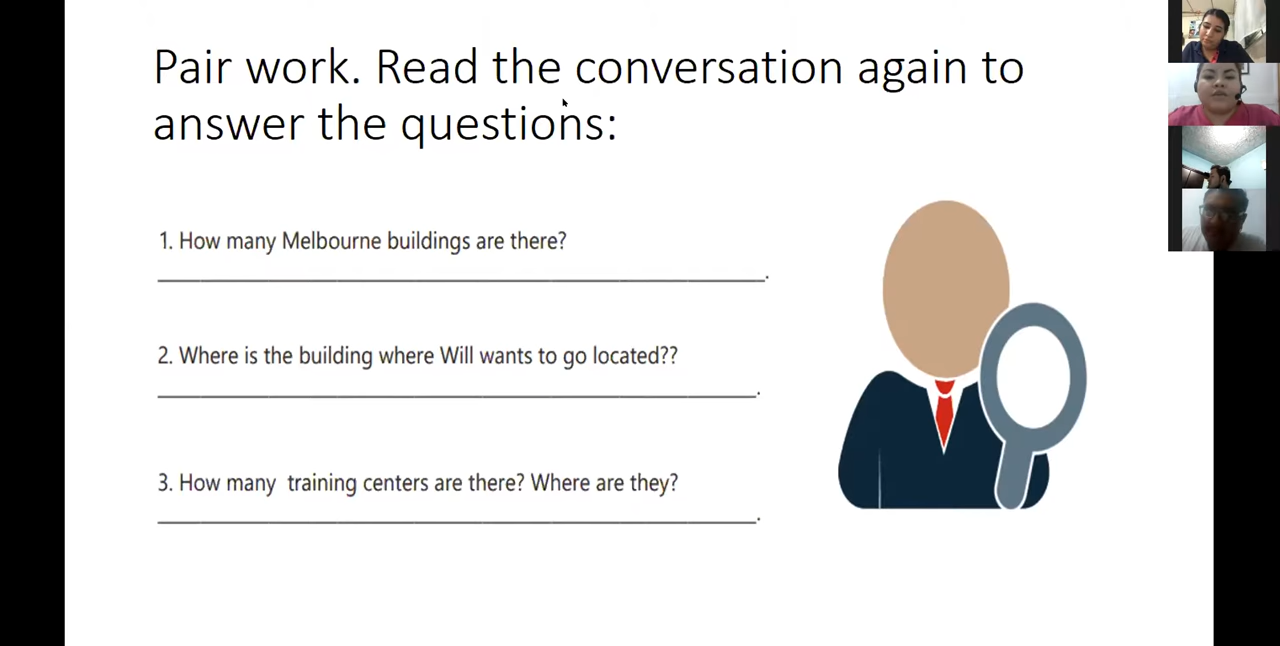 Pair work. Read the conversation again to
answer the questions:
1. How many Melbourne buildings are there?
2. Where is the building where Will wants to go located??
3. How many  training centers are there? Where are they?